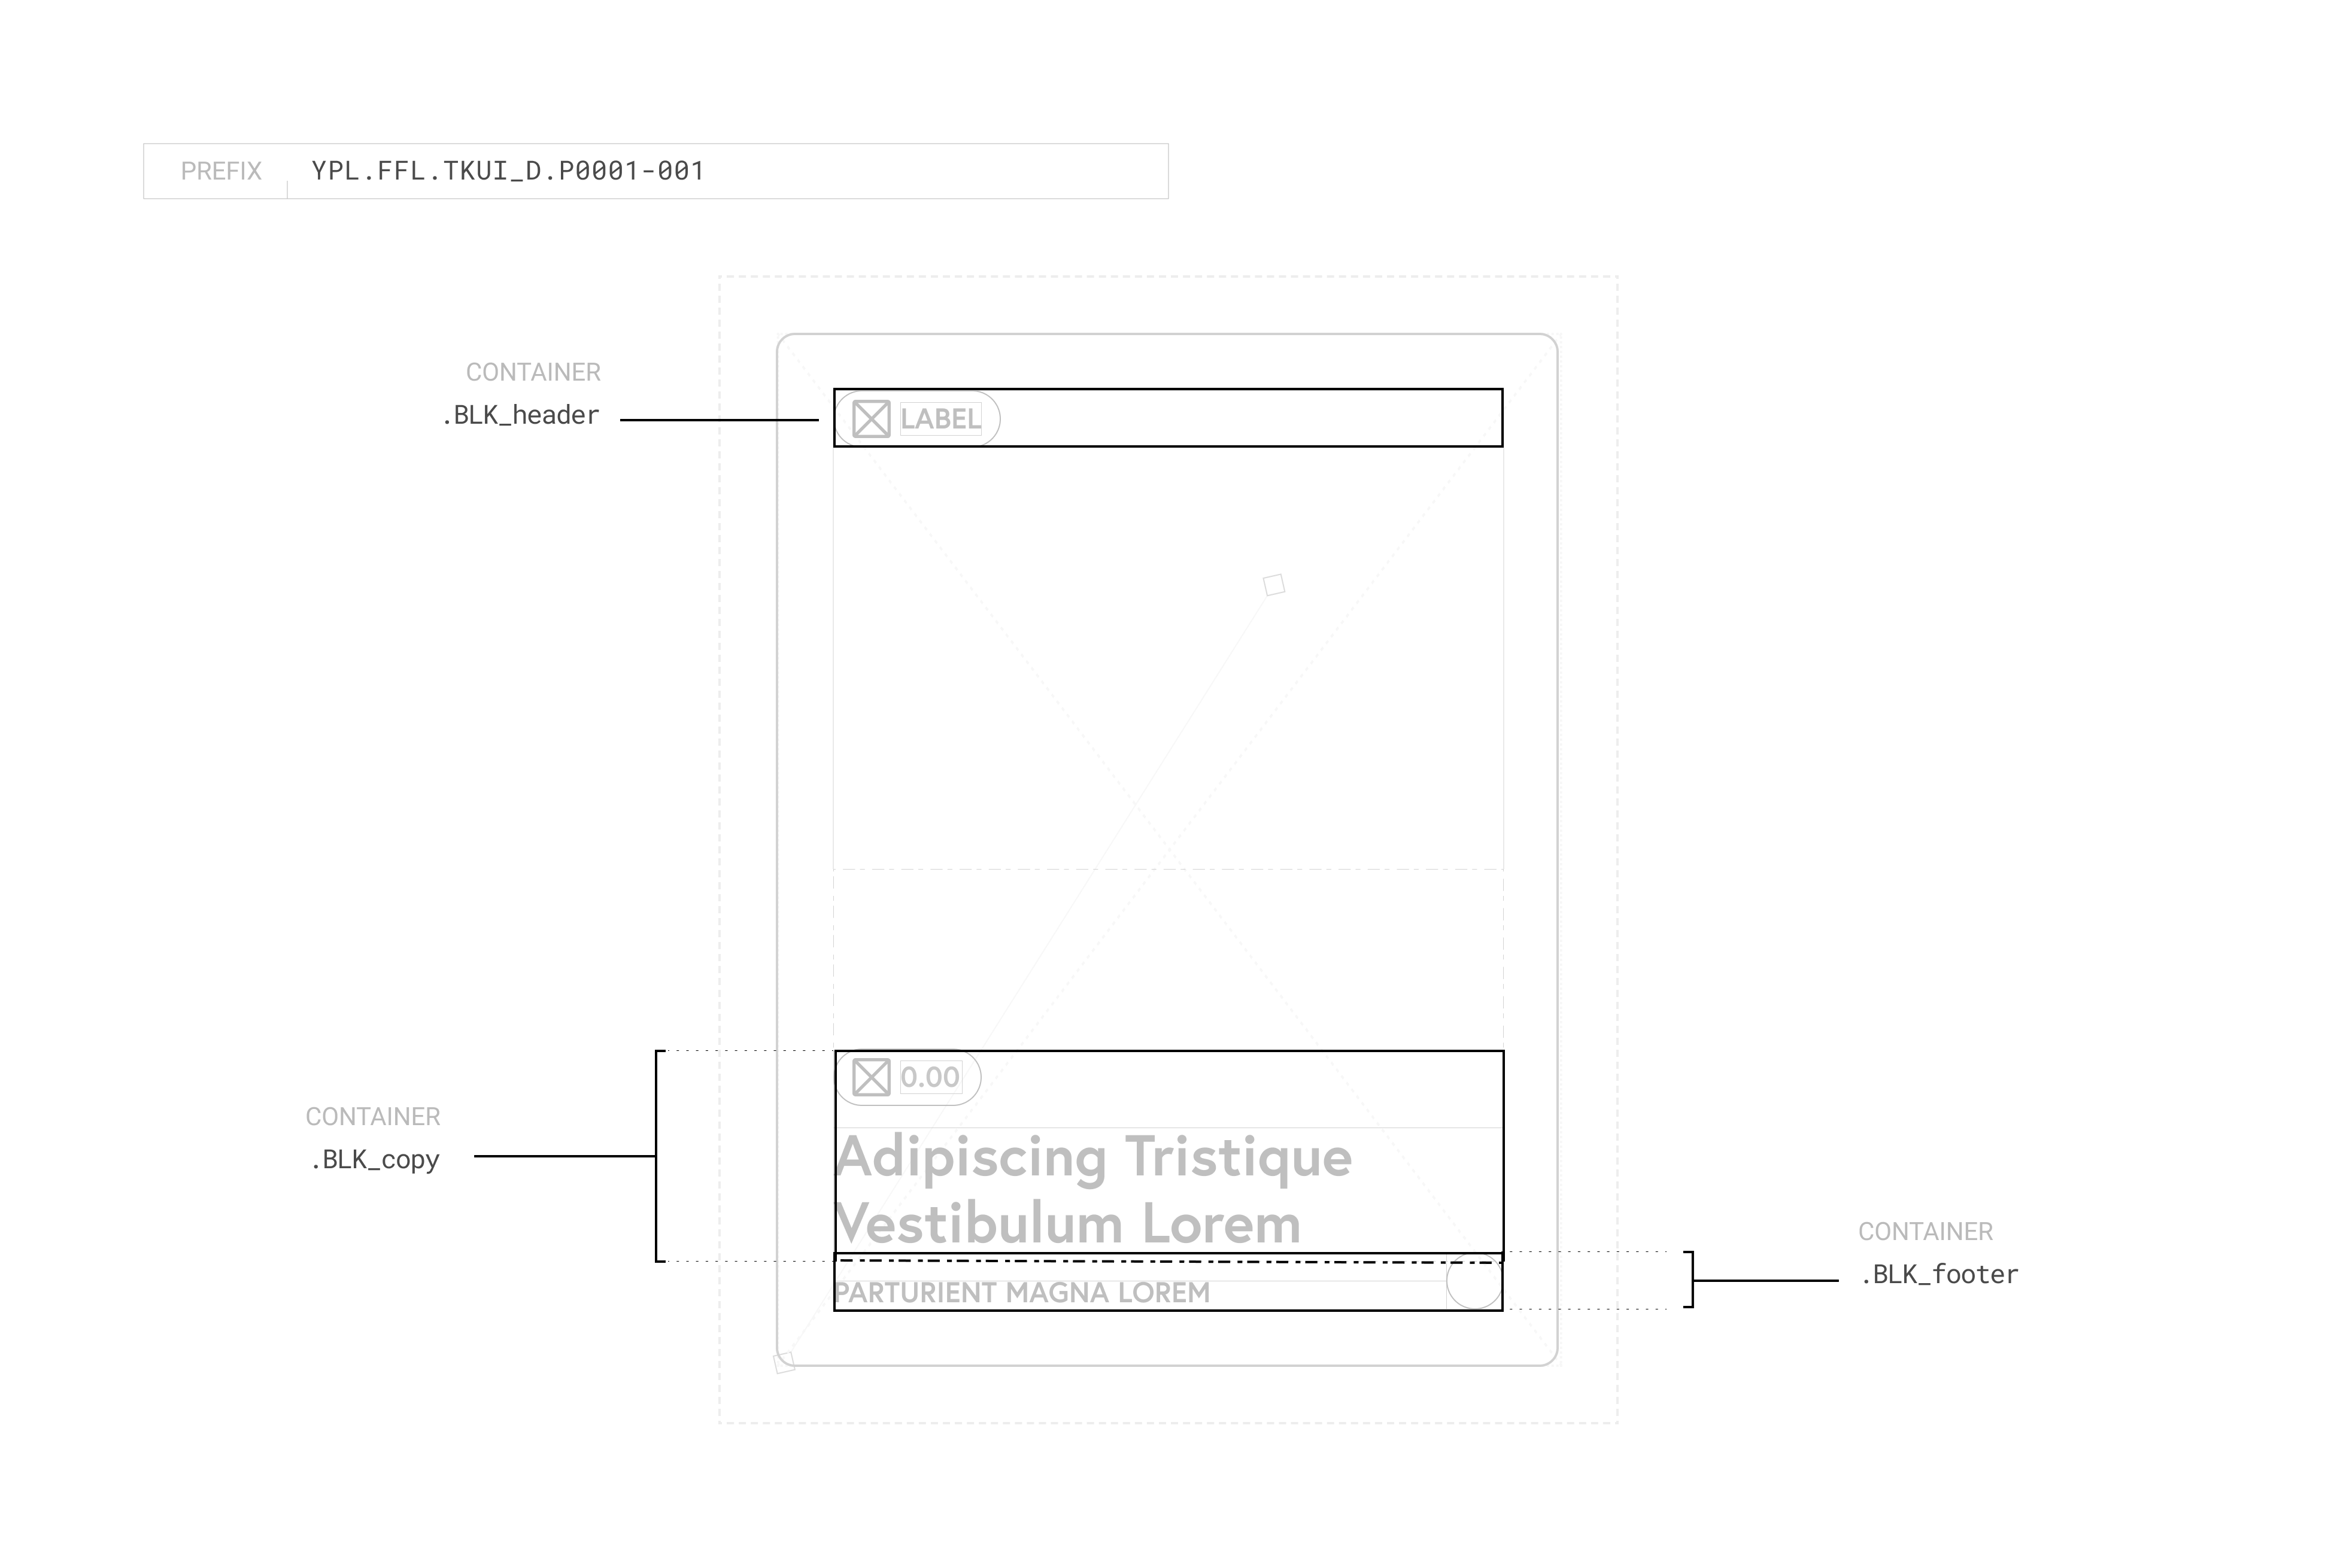 PREFIX YPL.FFL.TKUI_D.P0001-001
CONTAINER
.BLK_header
LABEL
0.00
CONTAINER
.BLK_copy
Adipiscing Tristique
Vestibulum Lorem
CONTAINER
.BLK_footer
PARTURIENT MAGNA LOREM